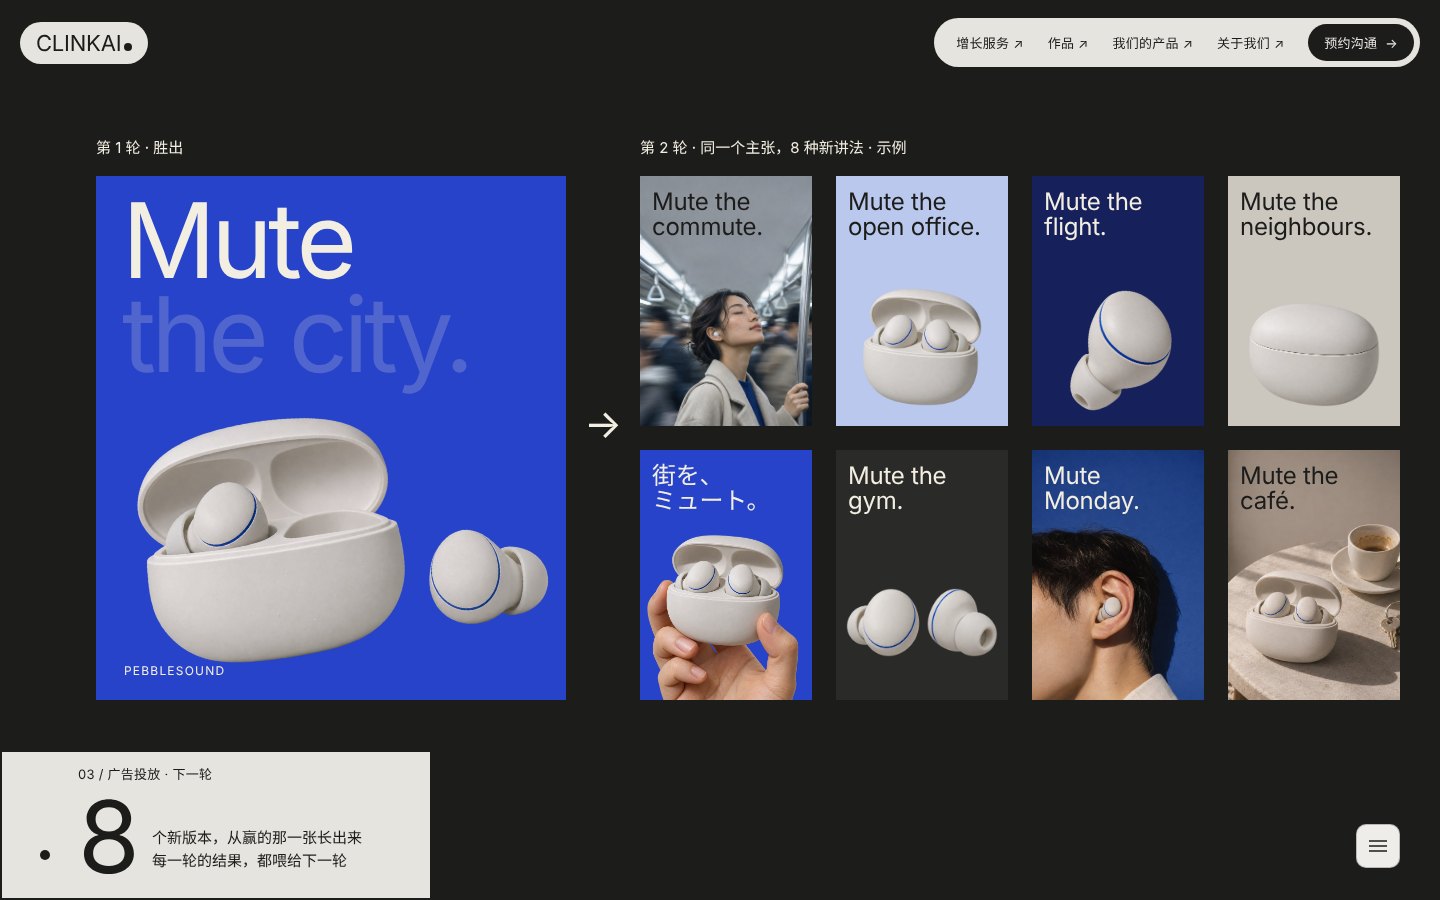 CLINKAI.
增长服务 ↗ 作品 ↗ 我们的产品 ↗ 关于我们 ↗ 预约沟通 →
第 1 轮 · 胜出
Mute
the city.
PEBBLESOUND
→
第 2 轮 · 同一个主张，8 种新讲法 · 示例
Mute the
commute.
Mute the
open office.
Mute the
flight.
Mute the
neighbours.
街を、
ミュート。
Mute the
gym.
Mute
Monday.
Mute the
café.
03 / 广告投放 · 下一轮
8
个新版本，从赢的那一张长出来
每一轮的结果，都喂给下一轮